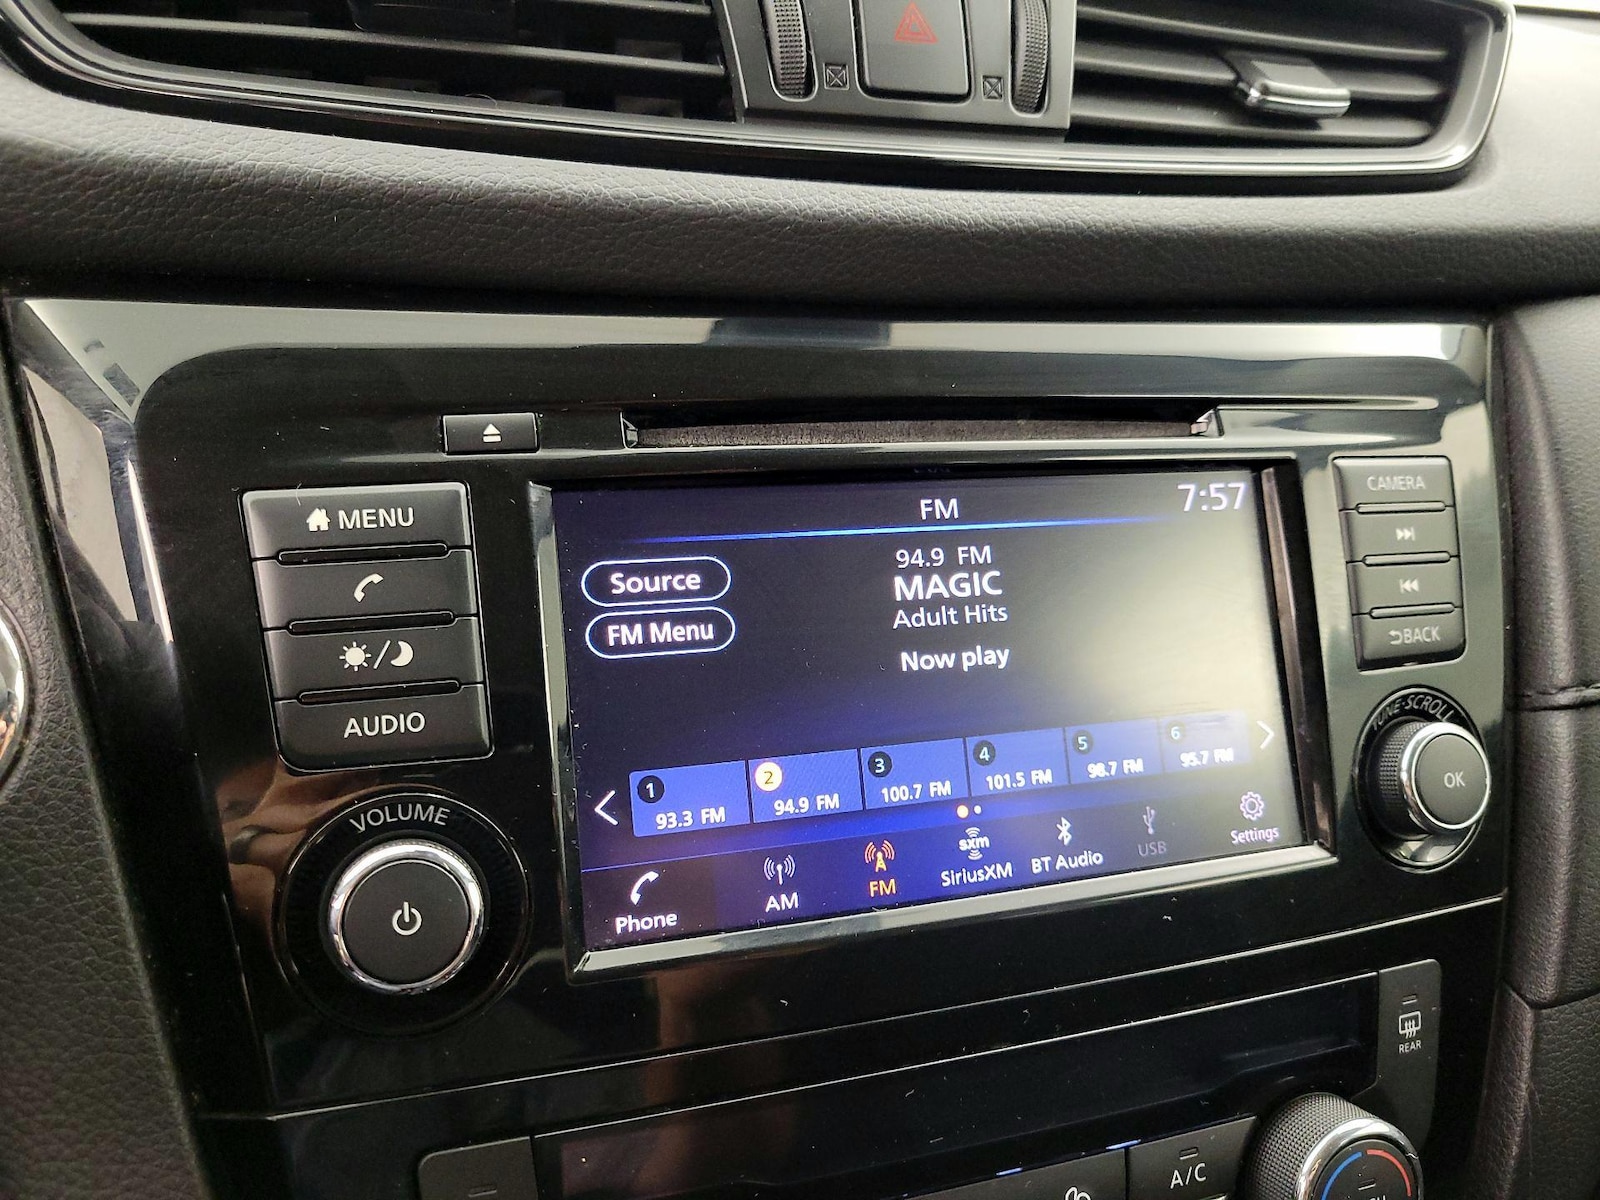 MENU
AUDIO
VOLUME
FM
7:57
Source
FM Menu
94.9 FM
MAGIC
Adult Hits
Now play
1 2 3 4 5 6
93.3 FM 94.9 FM 100.7 FM 101.5 FM 98.7 FM 95.7 FM
sxm
Phone AM FM SiriusXM BT Audio USB Settings
CAMERA
BACK
TUNE·SCROLL
OK
REAR
A/C